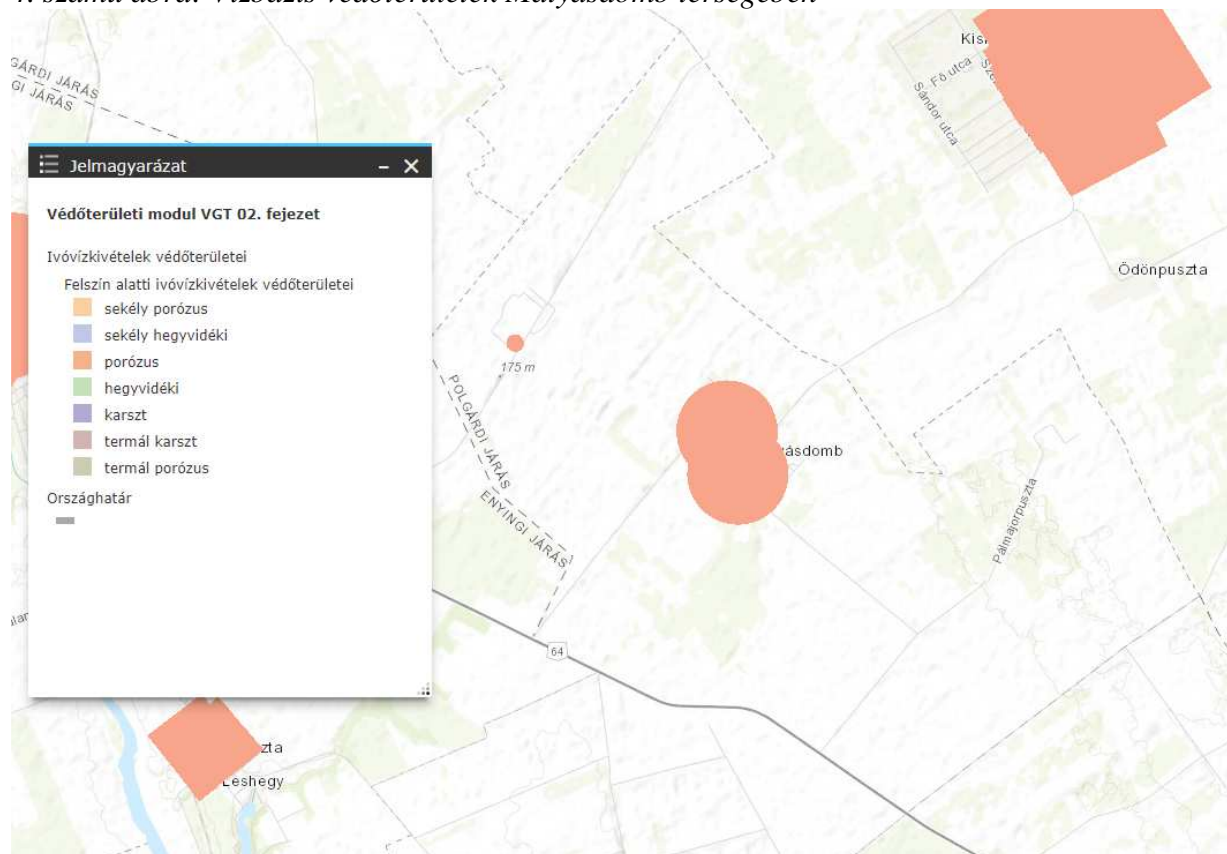 4. számú ábra: Vízbázis védőterületek Mátyásdomb térségében
Fő utca
Sándor utca
GÁRDI JÁRÁS
GI JÁRÁS
Jelmagyarázat
Védőterületi modul VGT 02. fejezet
Ivóvízkivételek védőterületei
Felszín alatti ivóvízkivételek védőterületei
sekély porózus
sekély hegyvidéki
porózus
hegyvidéki
karszt
termál karszt
termál porózus
Országhatár
Ödönpuszta
175 m
POLGÁRDI JÁRÁS
ENYINGI JÁRÁS
ásdomb
Pálmajorpuszta
64
zta
Leshegy